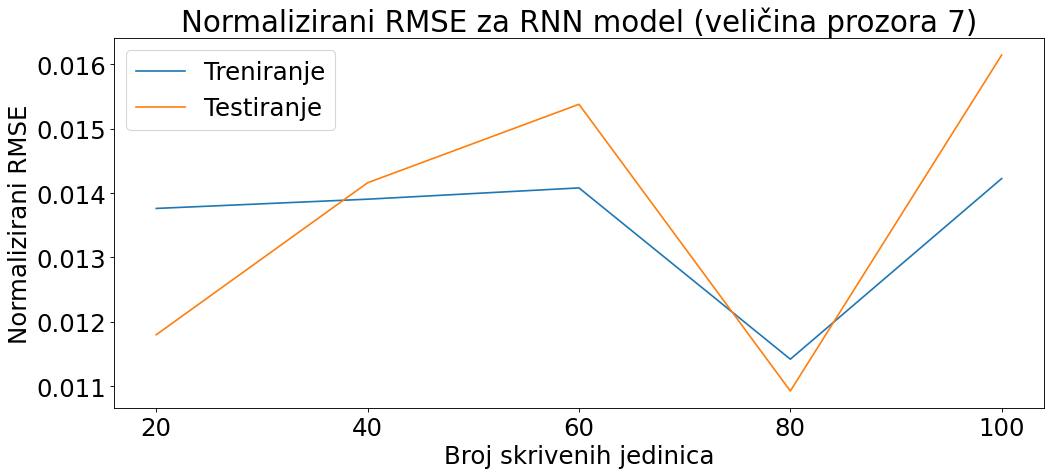 Normalizirani RMSE za RNN model (veličina prozora 7)
Treniranje
Testiranje
Normalizirani RMSE
0.016
0.015
0.014
0.013
0.012
0.011
20 40 60 80 100
Broj skrivenih jedinica